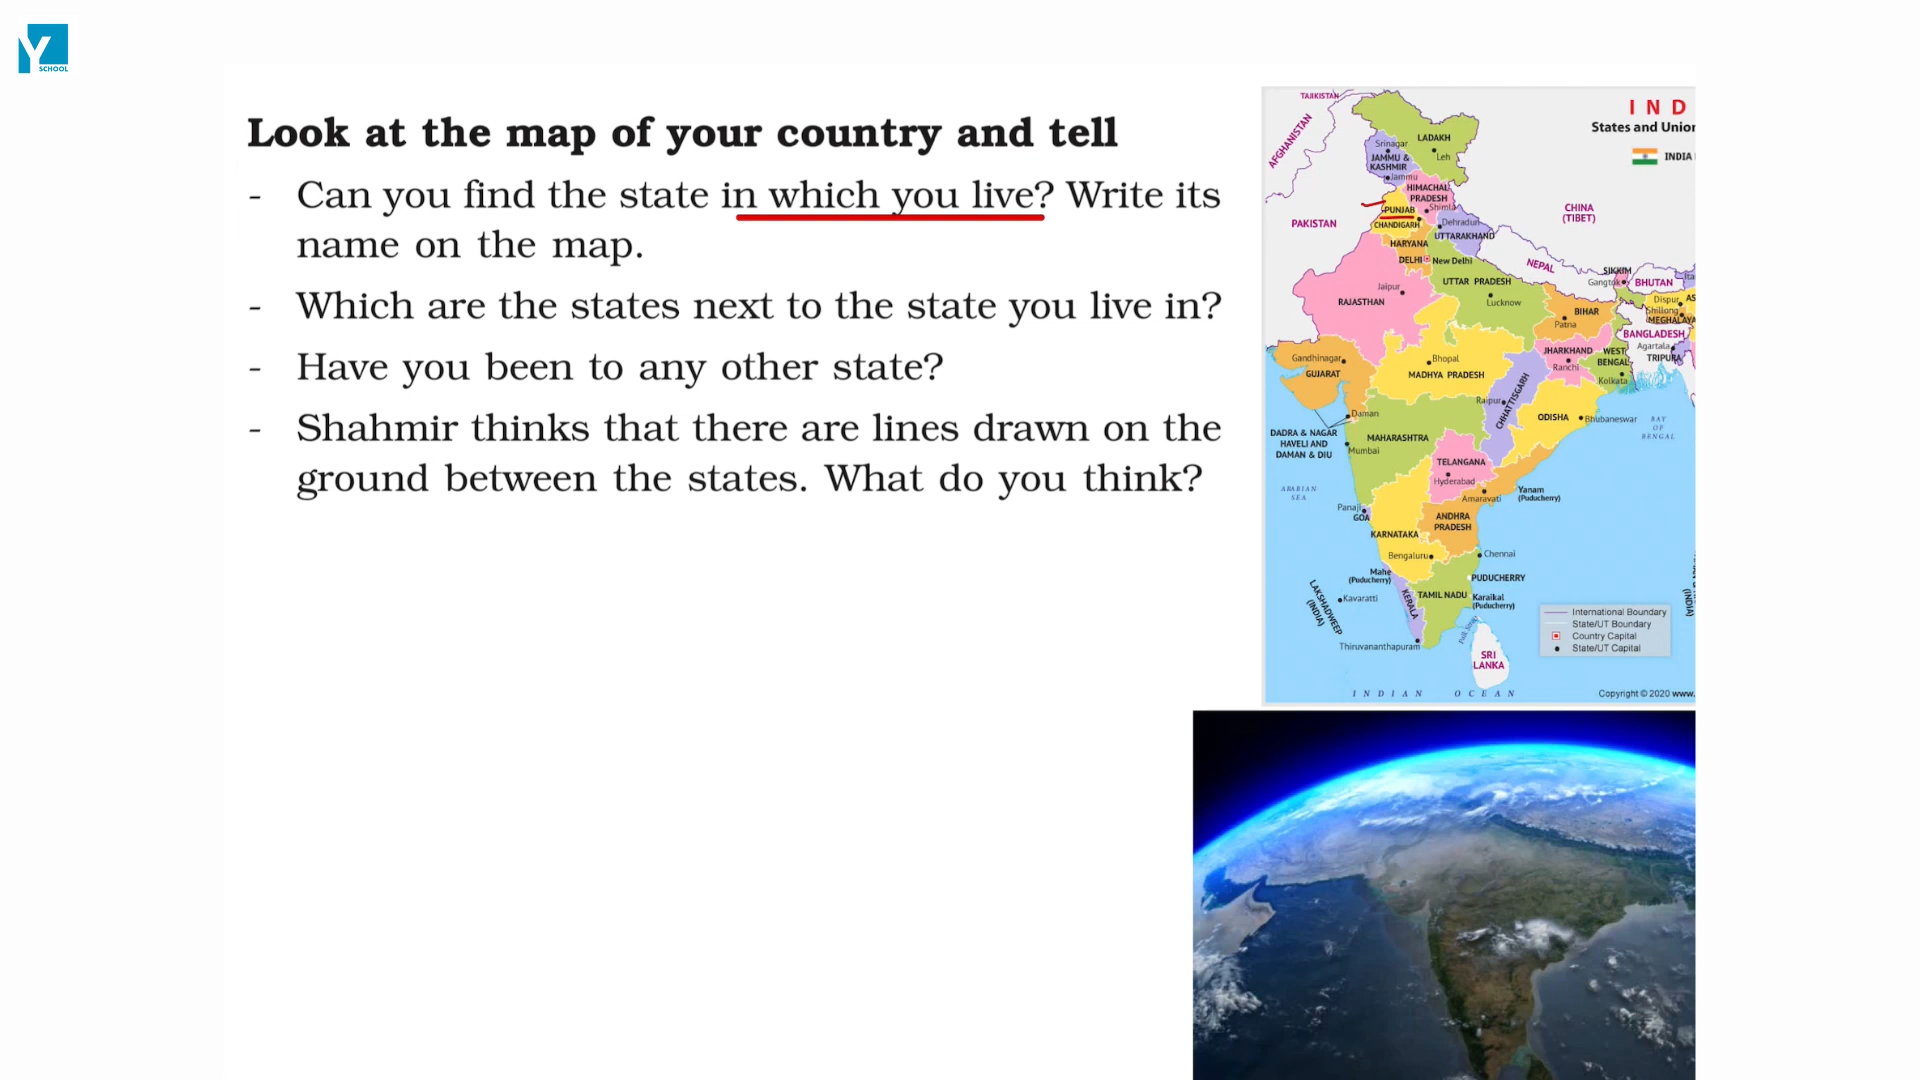 Y SCHOOL
Look at the map of your country and tell
- Can you find the state in which you live? Write its
name on the map.
- Which are the states next to the state you live in?
- Have you been to any other state?
- Shahmir thinks that there are lines drawn on the
ground between the states. What do you think?
TAJIKISTAN
I N D
States and Union
AFGHANISTAN
INDIA
LADAKH
Srinagar
Leh
JAMMU &
KASHMIR
Jammu
HIMACHAL
PRADESH
Shimla
PUNJAB
CHANDIGARH
PAKISTAN
CHINA
(TIBET)
Dehradun
UTTARAKHAND
HARYANA
DELHI
New Delhi
NEPAL
SIKKIM
Gangtok
BHUTAN
Ita
UTTAR PRADESH
Jaipur
RAJASTHAN
Lucknow
Dispur
AS
Shillong
MEGHALAYA
BIHAR
Patna
BANGLADESH
Agartala
TRIPURA
JHARKHAND
Ranchi
WEST
BENGAL
Kolkata
Gandhinagar
GUJARAT
Bhopal
MADHYA PRADESH
CHHATTISGARH
Raipur
ODISHA
Bhubaneswar
BAY
OF
BENGAL
Daman
DADRA & NAGAR
HAVELI AND
DAMAN & DIU
MAHARASHTRA
Mumbai
TELANGANA
Hyderabad
ARABIAN
SEA
Amaravati
Yanam
(Puducherry)
Panaji
GOA
ANDHRA
PRADESH
KARNATAKA
Bengaluru
Chennai
Mahe
(Puducherry)
PUDUCHERRY
LAKSHADWEEP
(INDIA)
Kavaratti
KERALA
TAMIL NADU
Karaikal
(Puducherry)
(INDIA)
Thiruvananthapuram
SRI
LANKA
International Boundary
State/UT Boundary
Country Capital
State/UT Capital
INDIAN OCEAN
Copyright © 2020 www.